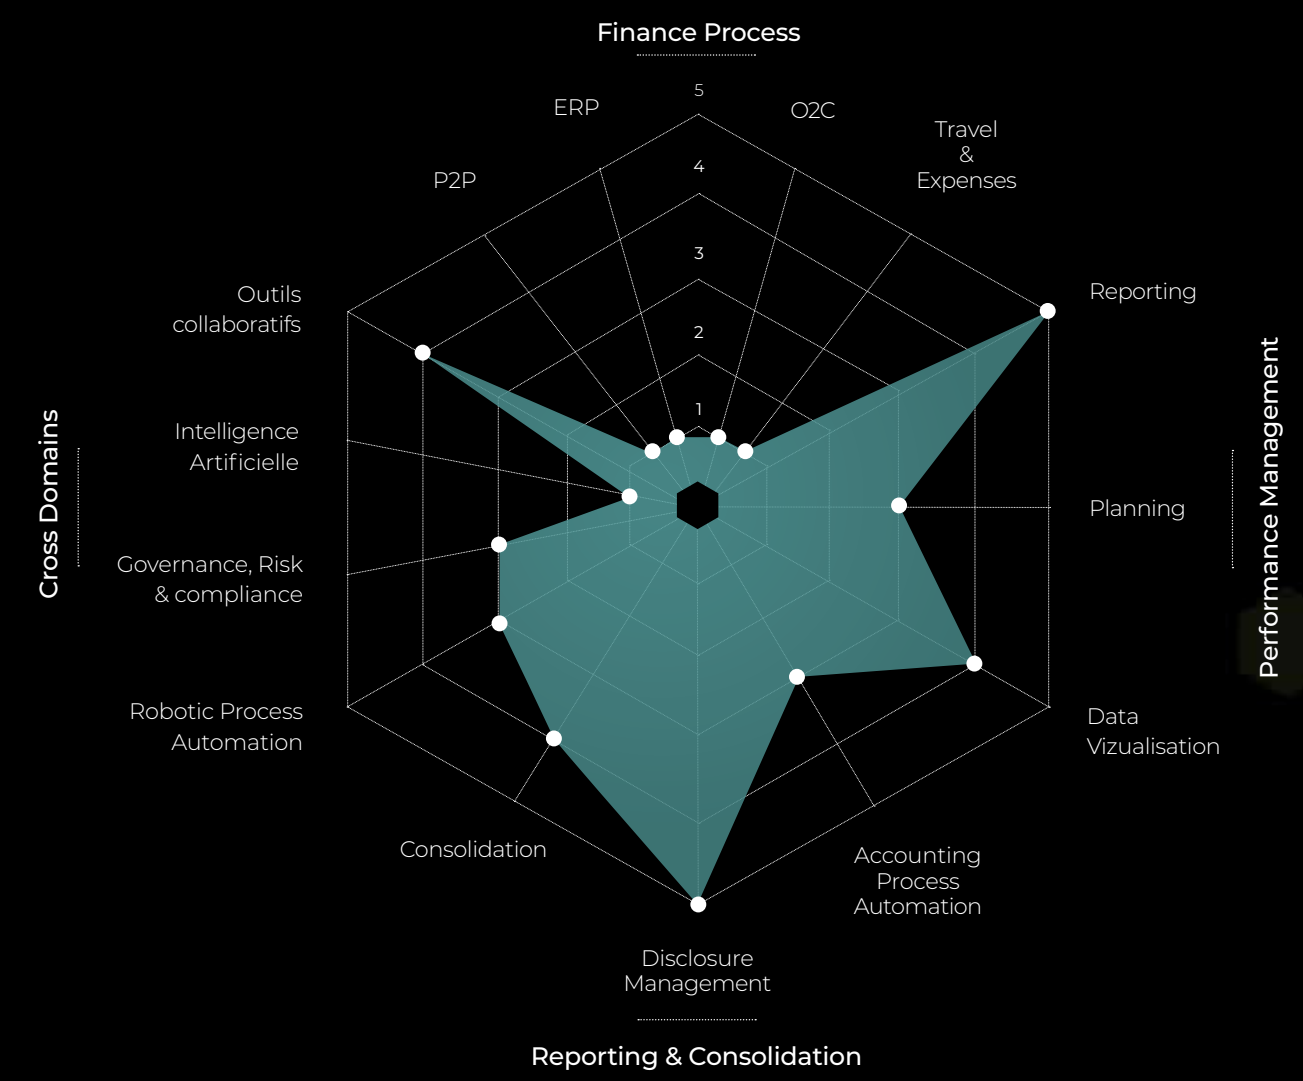 Finance Process
5
4
3
2
1
ERP
O2C
P2P
Travel
&
Expenses
Outils
collaboratifs
Reporting
Intelligence
Artificielle
Planning
Governance, Risk
& compliance
Cross Domains
Performance Management
Robotic Process
Automation
Data
Vizualisation
Consolidation
Accounting
Process
Automation
Disclosure
Management
Reporting & Consolidation